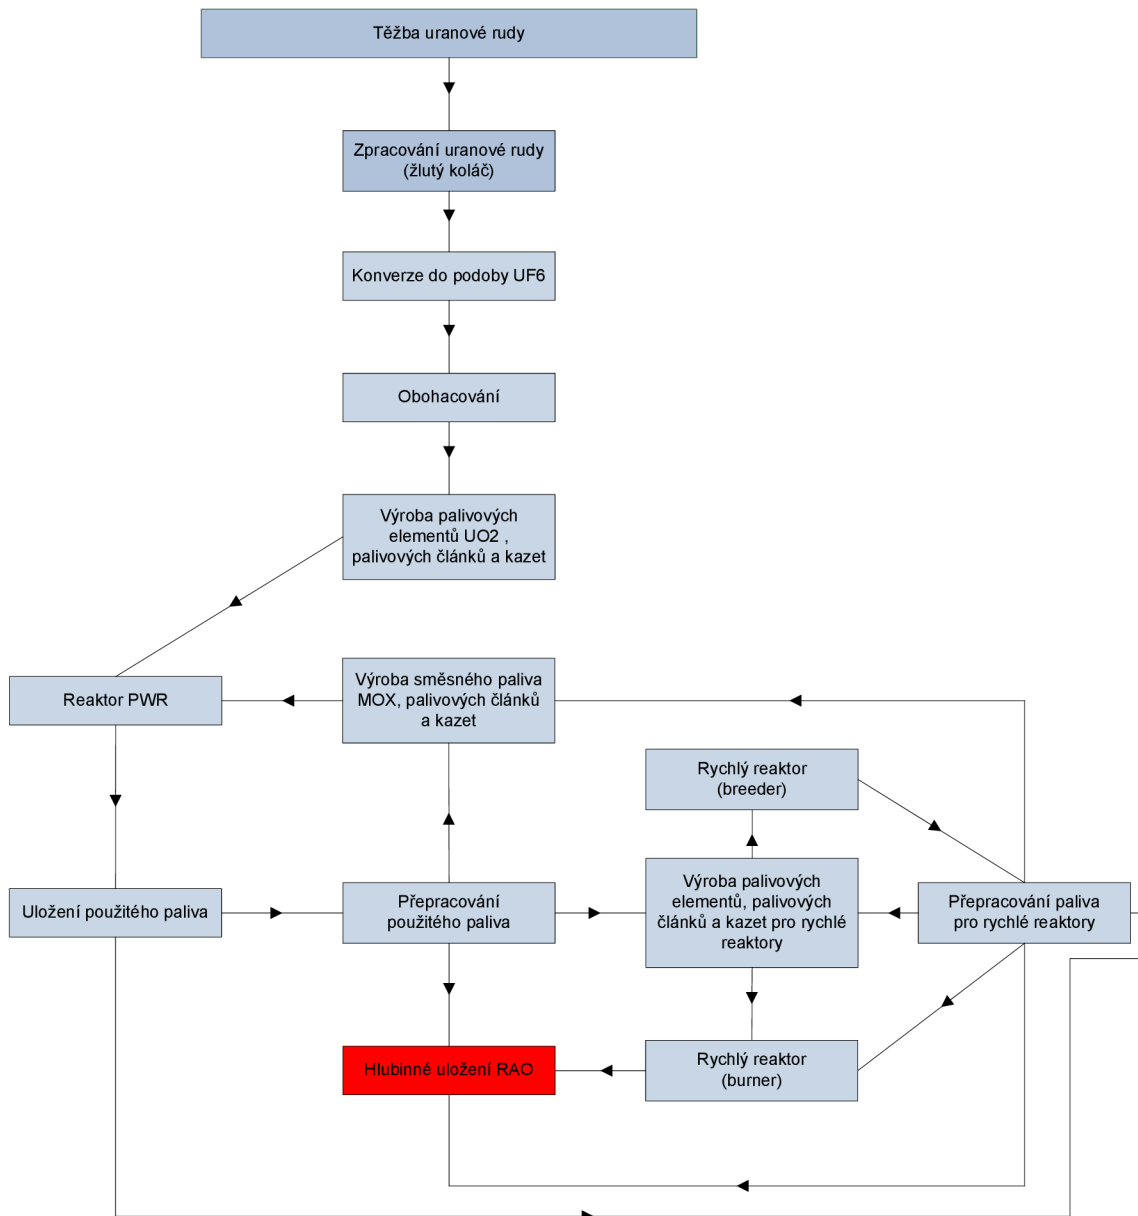 Těžba uranové rudy
Zpracování uranové rudy
(žlutý koláč)
Konverze do podoby UF6
Obohacování
Výroba palivových
elementů UO2 ,
palivových článků a kazet
Reaktor PWR
Výroba směsného paliva
MOX, palivových článků
a kazet
Rychlý reaktor
(breeder)
Uložení použitého paliva
Přepracování
použitého paliva
Výroba palivových
elementů, palivových
článků a kazet pro rychlé
reaktory
Přepracování paliva
pro rychlé reaktory
Hlubinné uložení RAO
Rychlý reaktor
(burner)